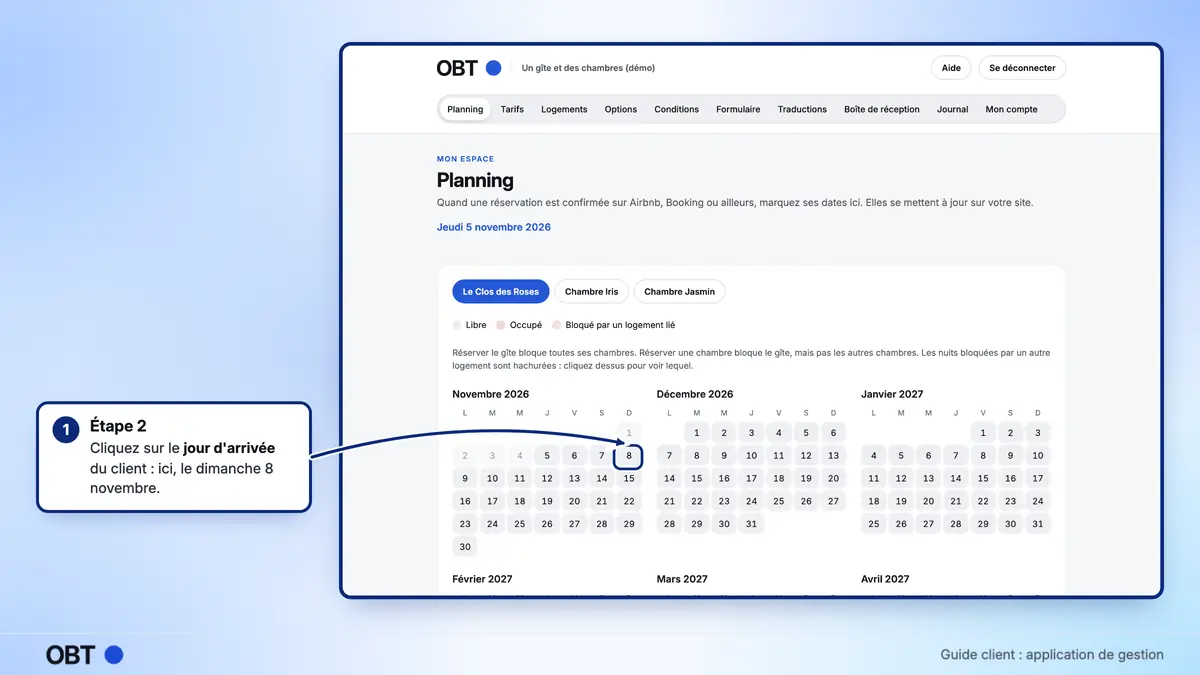 OBT
Un gîte et des chambres (démo)
Aide
Se déconnecter
Planning Tarifs Logements Options Conditions Formulaire Traductions Boîte de réception Journal Mon compte
MON ESPACE
Planning
Quand une réservation est confirmée sur Airbnb, Booking ou ailleurs, marquez ses dates ici. Elles se mettent à jour sur votre site.
Jeudi 5 novembre 2026
Le Clos des Roses Chambre Iris Chambre Jasmin
Libre Occupé Bloqué par un logement lié
Réserver le gîte bloque toutes ses chambres. Réserver une chambre bloque le gîte, mais pas les autres chambres. Les nuits bloquées par un autre
logement sont hachurées : cliquez dessus pour voir lequel.
Novembre 2026
L M M J V S D
1
2 3 4 5 6 7 8
9 10 11 12 13 14 15
16 17 18 19 20 21 22
23 24 25 26 27 28 29
30
Décembre 2026
L M M J V S D
1 2 3 4 5 6
7 8 9 10 11 12 13
14 15 16 17 18 19 20
21 22 23 24 25 26 27
28 29 30 31
Janvier 2027
L M M J V S D
1 2 3
4 5 6 7 8 9 10
11 12 13 14 15 16 17
18 19 20 21 22 23 24
25 26 27 28 29 30 31
Février 2027 Mars 2027 Avril 2027
1
Étape 2
Cliquez sur le jour d'arrivée
du client : ici, le dimanche 8
novembre.
OBT
Guide client : application de gestion